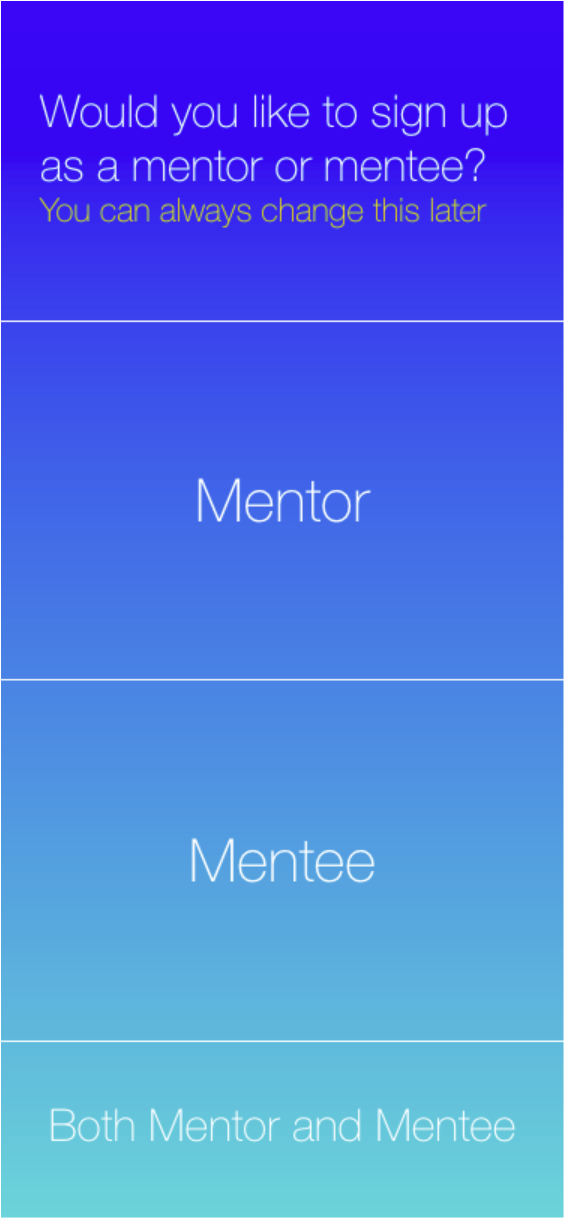 Would you like to sign up
as a mentor or mentee?
You can always change this later
Mentor
Mentee
Both Mentor and Mentee